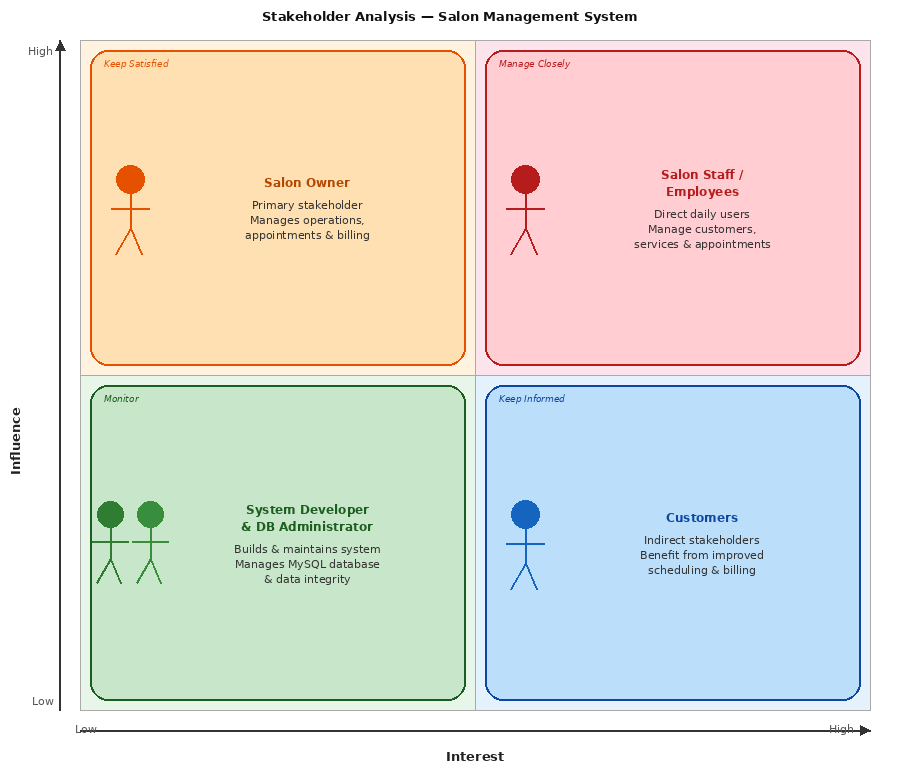 Stakeholder Analysis — Salon Management System
High
Keep Satisfied
Salon Owner
Primary stakeholder
Manages operations,
appointments & billing
Manage Closely
Salon Staff /
Employees
Direct daily users
Manage customers,
services & appointments
Influence
Monitor
System Developer
& DB Administrator
Builds & maintains system
Manages MySQL database
& data integrity
Keep Informed
Customers
Indirect stakeholders
Benefit from improved
scheduling & billing
Low
Low
High
Interest